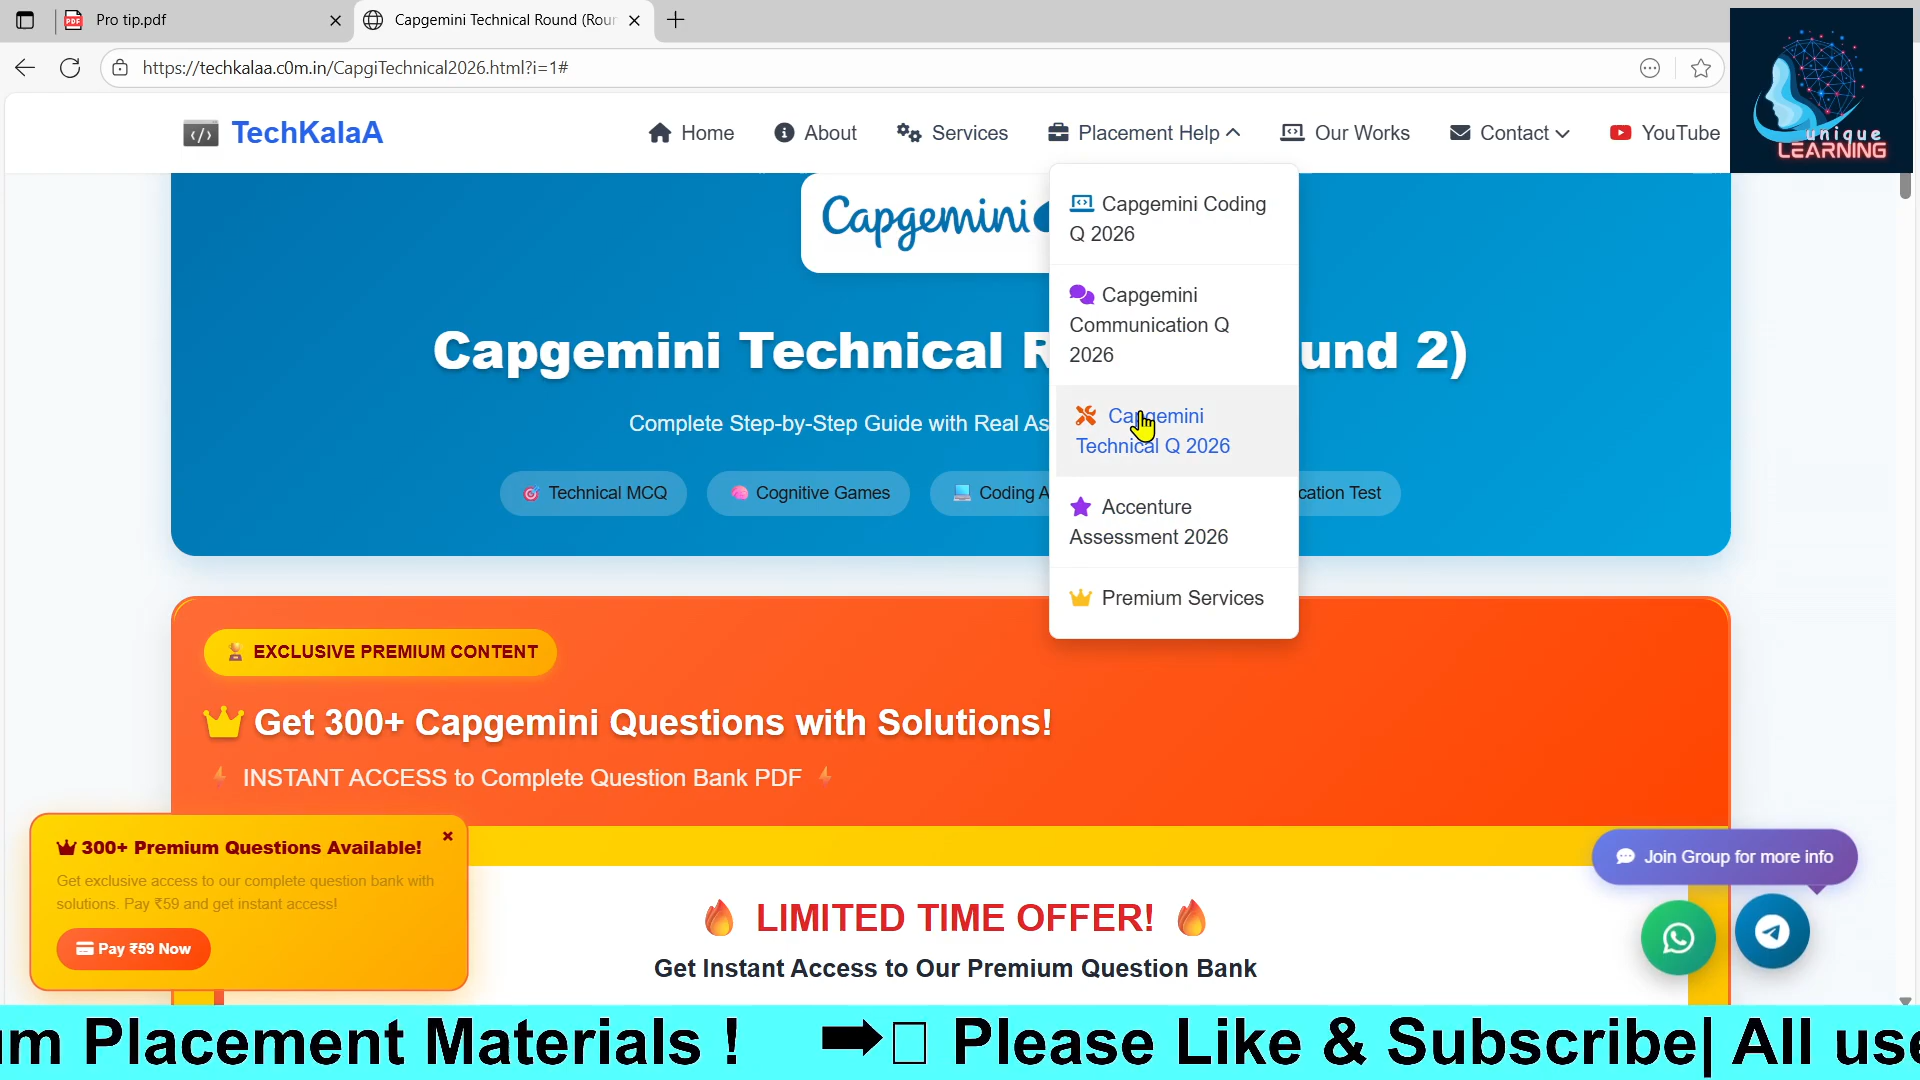 Pro tip.pdf
Capgemini Technical Round (Roun
https://techkalaa.c0m.in/CapgiTechnical2026.html?i=1#
unique
LEARNING
</> TechKalaA
Home
About
Services
Placement Help
Our Works
Contact
YouTube
Capgemini
Capgemini Coding
Q 2026
Capgemini
Communication Q
2026
Capgemini
Technical Q 2026
Accenture
Assessment 2026
Premium Services
Capgemini Technical R und 2)
Complete Step-by-Step Guide with Real As
Technical MCQ
Cognitive Games
Coding A
cation Test
EXCLUSIVE PREMIUM CONTENT
Get 300+ Capgemini Questions with Solutions!
INSTANT ACCESS to Complete Question Bank PDF
300+ Premium Questions Available!
Get exclusive access to our complete question bank with
solutions. Pay ₹59 and get instant access!
Pay ₹59 Now
LIMITED TIME OFFER!
Get Instant Access to Our Premium Question Bank
Join Group for more info
um Placement Materials ! Please Like & Subscribe| All use